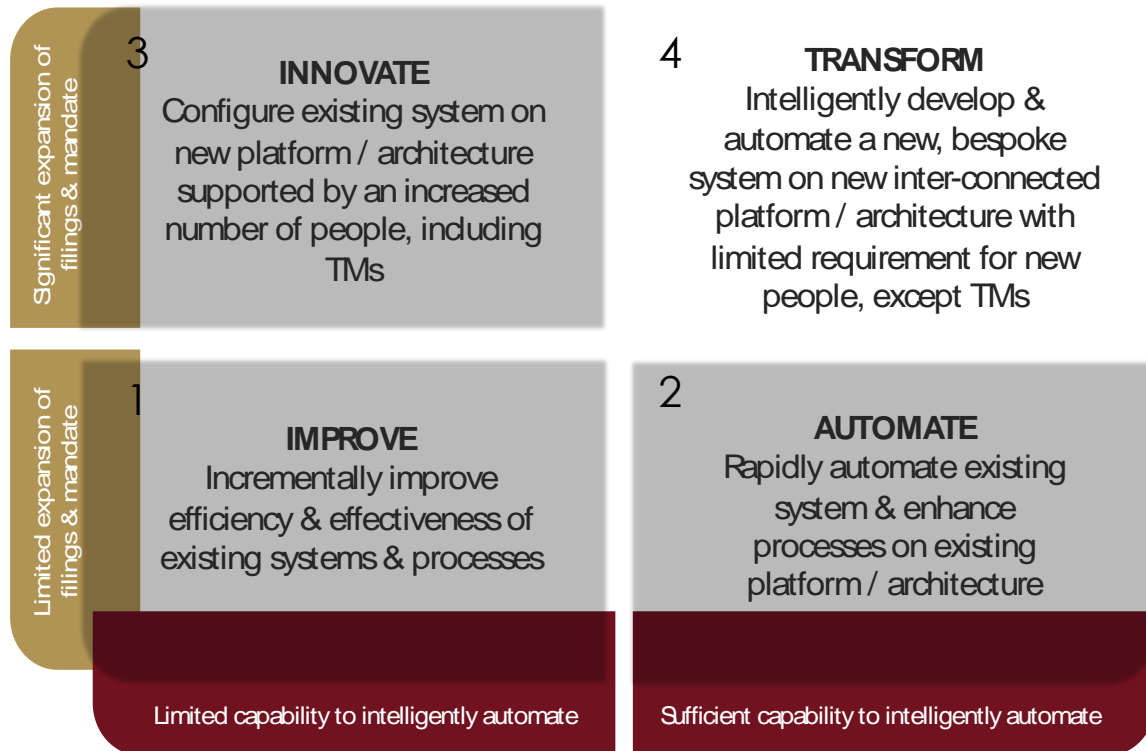 Significant expansion of
filings & mandate
3
INNOVATE
Configure existing system on
new platform / architecture
supported by an increased
number of people, including
TMs
4
TRANSFORM
Intelligently develop &
automate a new, bespoke
system on new inter-connected
platform / architecture with
limited requirement for new
people, except TMs
Limited expansion of
filings & mandate
1
IMPROVE
Incrementally improve
efficiency & effectiveness of
existing systems & processes
2
AUTOMATE
Rapidly automate existing
system & enhance
processes on existing
platform / architecture
Limited capability to intelligently automate
Sufficient capability to intelligently automate